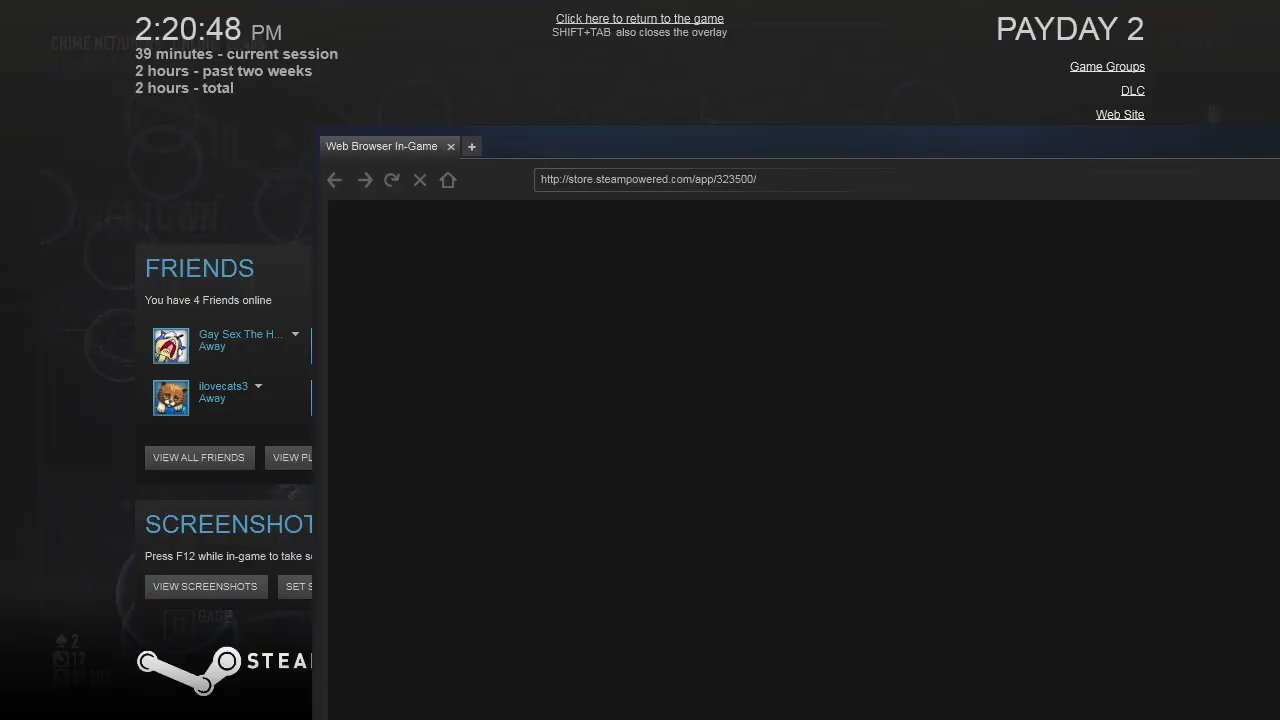 2:20:48 PM
39 minutes - current session
2 hours - past two weeks
2 hours - total
Click here to return to the game
SHIFT+TAB also closes the overlay
PAYDAY 2
Game Groups
DLC
Web Site
Web Browser In-Game
http://store.steampowered.com/app/323500/
FRIENDS
You have 4 Friends online
Gay Sex The H...
Away
ilovecats3
Away
VIEW ALL FRIENDS
VIEW PL
SCREENSHOT
Press F12 while in-game to take s
VIEW SCREENSHOTS
SET S
GAGE
2
17
STEA